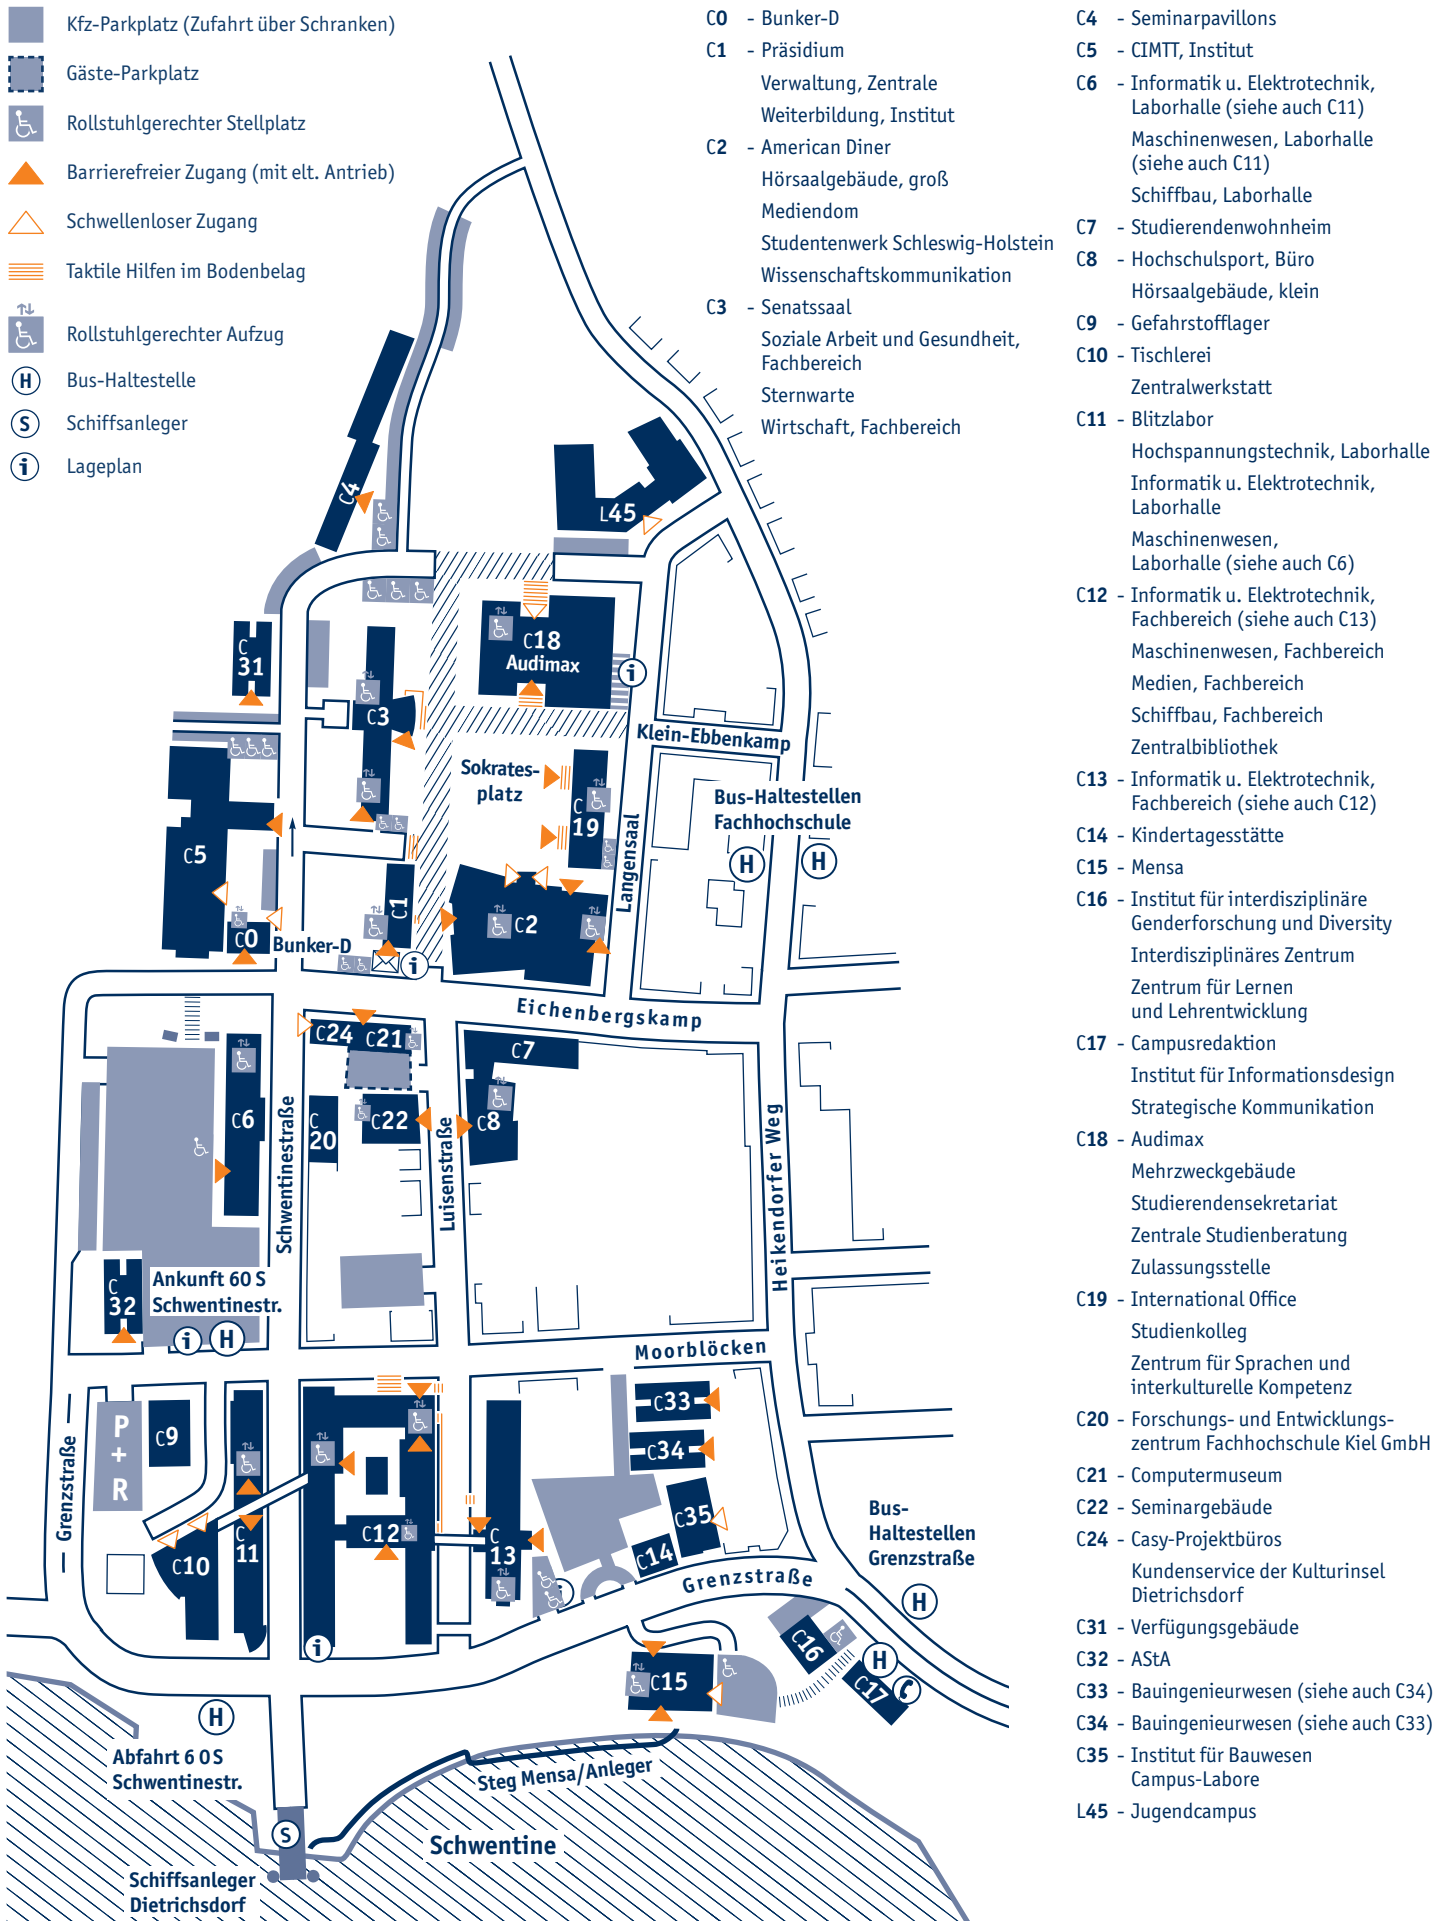 Kfz-Parkplatz (Zufahrt über Schranken)
Gäste-Parkplatz
Rollstuhlgerechter Stellplatz
Barrierefreier Zugang (mit elt. Antrieb)
Schwellenloser Zugang
Taktile Hilfen im Bodenbelag
Rollstuhlgerechter Aufzug
H Bus-Haltestelle
S Schiffsanleger
i Lageplan
C0 - Bunker-D
C1 - Präsidium
Verwaltung, Zentrale
Weiterbildung, Institut
C2 - American Diner
Hörsaalgebäude, groß
Mediendom
Studentenwerk Schleswig-Holstein
Wissenschaftskommunikation
C3 - Senatssaal
Soziale Arbeit und Gesundheit,
Fachbereich
Sternwarte
Wirtschaft, Fachbereich
C4 - Seminarpavillons
C5 - CIMTT, Institut
C6 - Informatik u. Elektrotechnik,
Laborhalle (siehe auch C11)
Maschinenwesen, Laborhalle
(siehe auch C11)
Schiffbau, Laborhalle
C7 - Studierendenwohnheim
C8 - Hochschulsport, Büro
Hörsaalgebäude, klein
C9 - Gefahrstofflager
C10 - Tischlerei
Zentralwerkstatt
C11 - Blitzlabor
Hochspannungstechnik, Laborhalle
Informatik u. Elektrotechnik,
Laborhalle
Maschinenwesen,
Laborhalle (siehe auch C6)
C12 - Informatik u. Elektrotechnik,
Fachbereich (siehe auch C13)
Maschinenwesen, Fachbereich
Medien, Fachbereich
Schiffbau, Fachbereich
Zentralbibliothek
C13 - Informatik u. Elektrotechnik,
Fachbereich (siehe auch C12)
C14 - Kindertagesstätte
C15 - Mensa
C16 - Institut für interdisziplinäre
Genderforschung und Diversity
Interdisziplinäres Zentrum
Zentrum für Lernen
und Lehrentwicklung
C17 - Campusredaktion
Institut für Informationsdesign
Strategische Kommunikation
C18 - Audimax
Mehrzweckgebäude
Studierendensekretariat
Zentrale Studienberatung
Zulassungsstelle
C19 - International Office
Studienkolleg
Zentrum für Sprachen und
interkulturelle Kompetenz
C20 - Forschungs- und Entwicklungs-
zentrum Fachhochschule Kiel GmbH
C21 - Computermuseum
C22 - Seminargebäude
C24 - Casy-Projektbüros
Kundenservice der Kulturinsel
Dietrichsdorf
C31 - Verfügungsgebäude
C32 - AStA
C33 - Bauingenieurwesen (siehe auch C34)
C34 - Bauingenieurwesen (siehe auch C33)
C35 - Institut für Bauwesen
Campus-Labore
L45 - Jugendcampus
C4
L45
C18
Audimax
i
C
31
C3
Klein-Ebbenkamp
Sokrates-
platz
C
19
Langensaal
Bus-Haltestellen
Fachhochschule
H
H
C5
C1
C2
C0
Bunker-D
i
Eichenbergskamp
C24
C21
C7
C6
C
20
C22
C8
Schwentinestraße
Luisenstraße
Heikendorfer Weg
C
32
Ankunft 60 S
Schwentinestr.
i
H
Moorblöcken
C33
C34
C35
C14
P
+
R
C9
Grenzstraße
C10
C
11
C12
C
13
i
i
Grenzstraße
Bus-
Haltestellen
Grenzstraße
H
H
C16
C17
C15
H
Abfahrt 6 0 S
Schwentinestr.
Steg Mensa/Anleger
S
Schwentine
Schiffsanleger
Dietrichsdorf